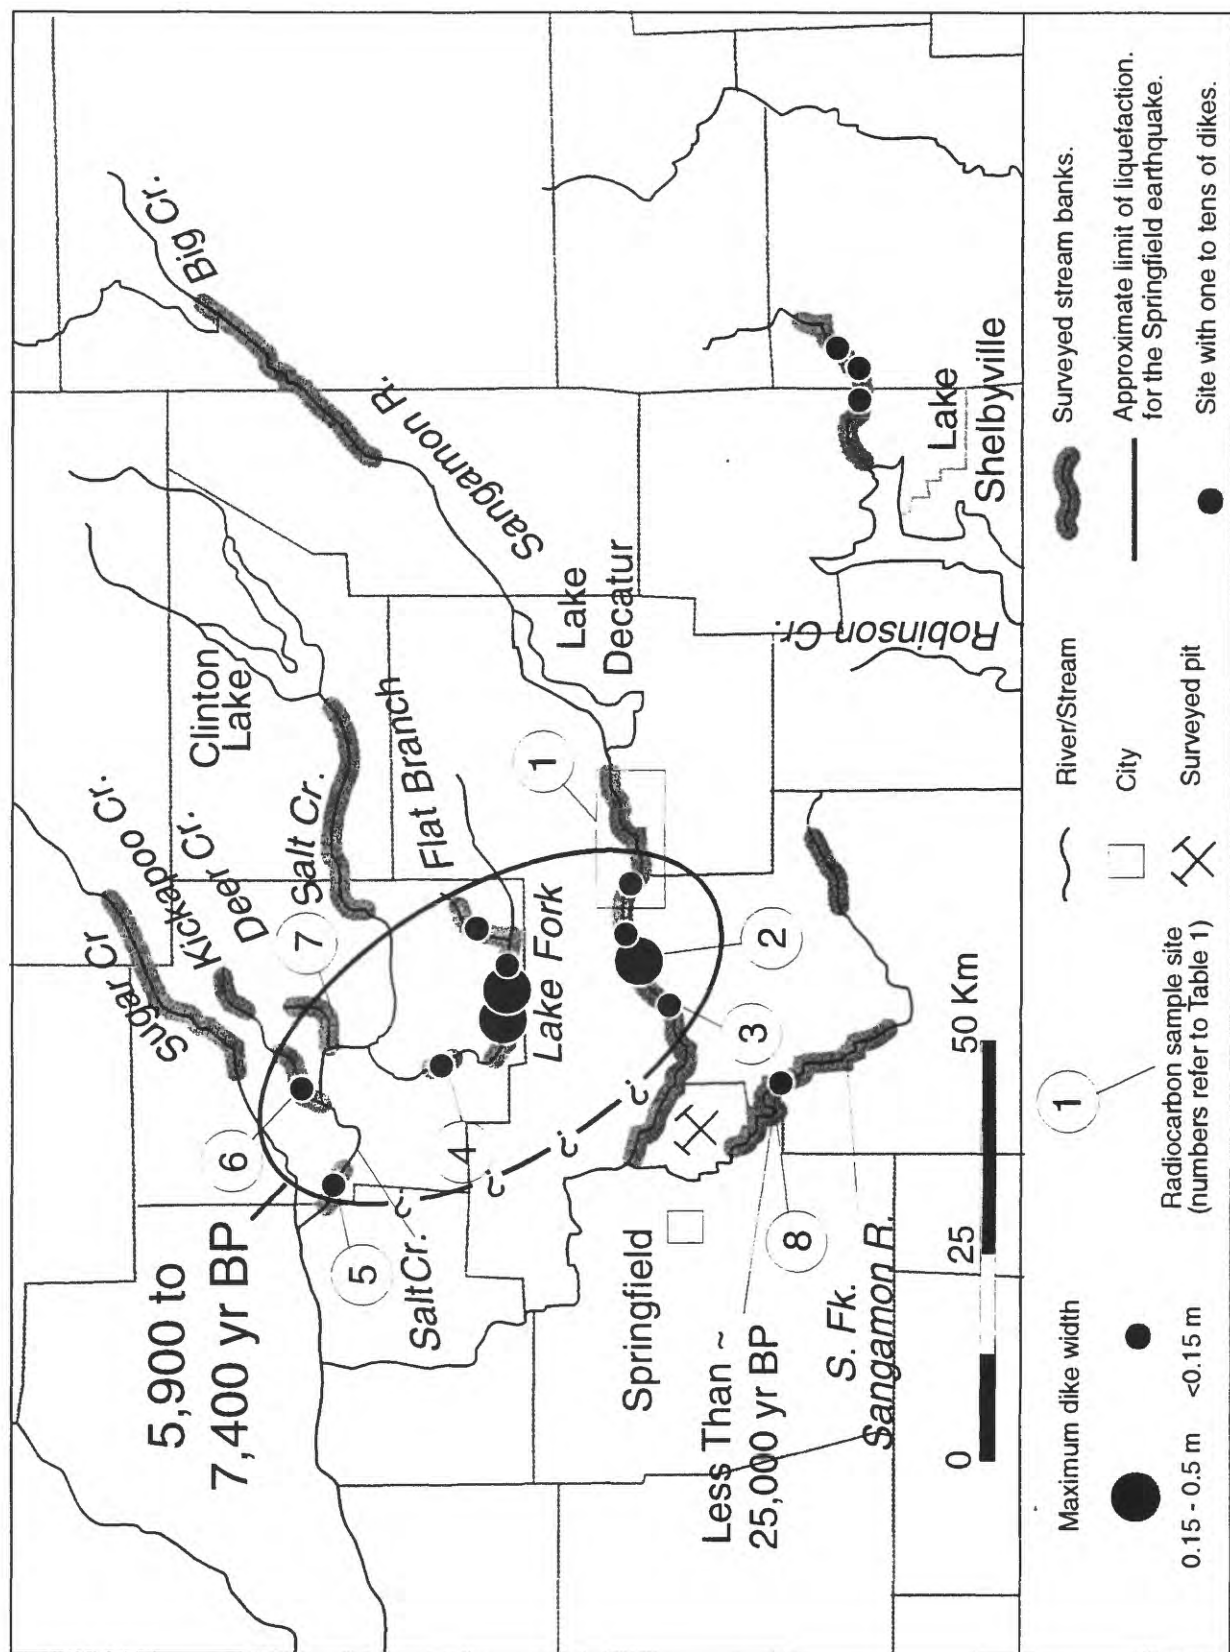 Big Cr.
Sugar Cr
Kickapoo Cr.
Deer Cr.
Clinton
Lake
Salt Cr.
Flat Branch
Sangamon R.
Lake
Decatur
Lake
Shelbyville
Robinson Cr.
5,900 to
7,400 yr BP
6
7
5
4
Salt Cr.
?
?
?
?
Lake Fork
1
2
3
8
Springfield
Less Than ~
25,000 yr BP
S. Fk.
Sangamon R.
0
25
50 Km
Maximum dike width
0.15 - 0.5 m
<0.15 m
1
Radiocarbon sample site
(numbers refer to Table 1)
River/Stream
City
Surveyed pit
Surveyed stream banks.
Approximate limit of liquefaction.
for the Springfield earthquake.
Site with one to tens of dikes.